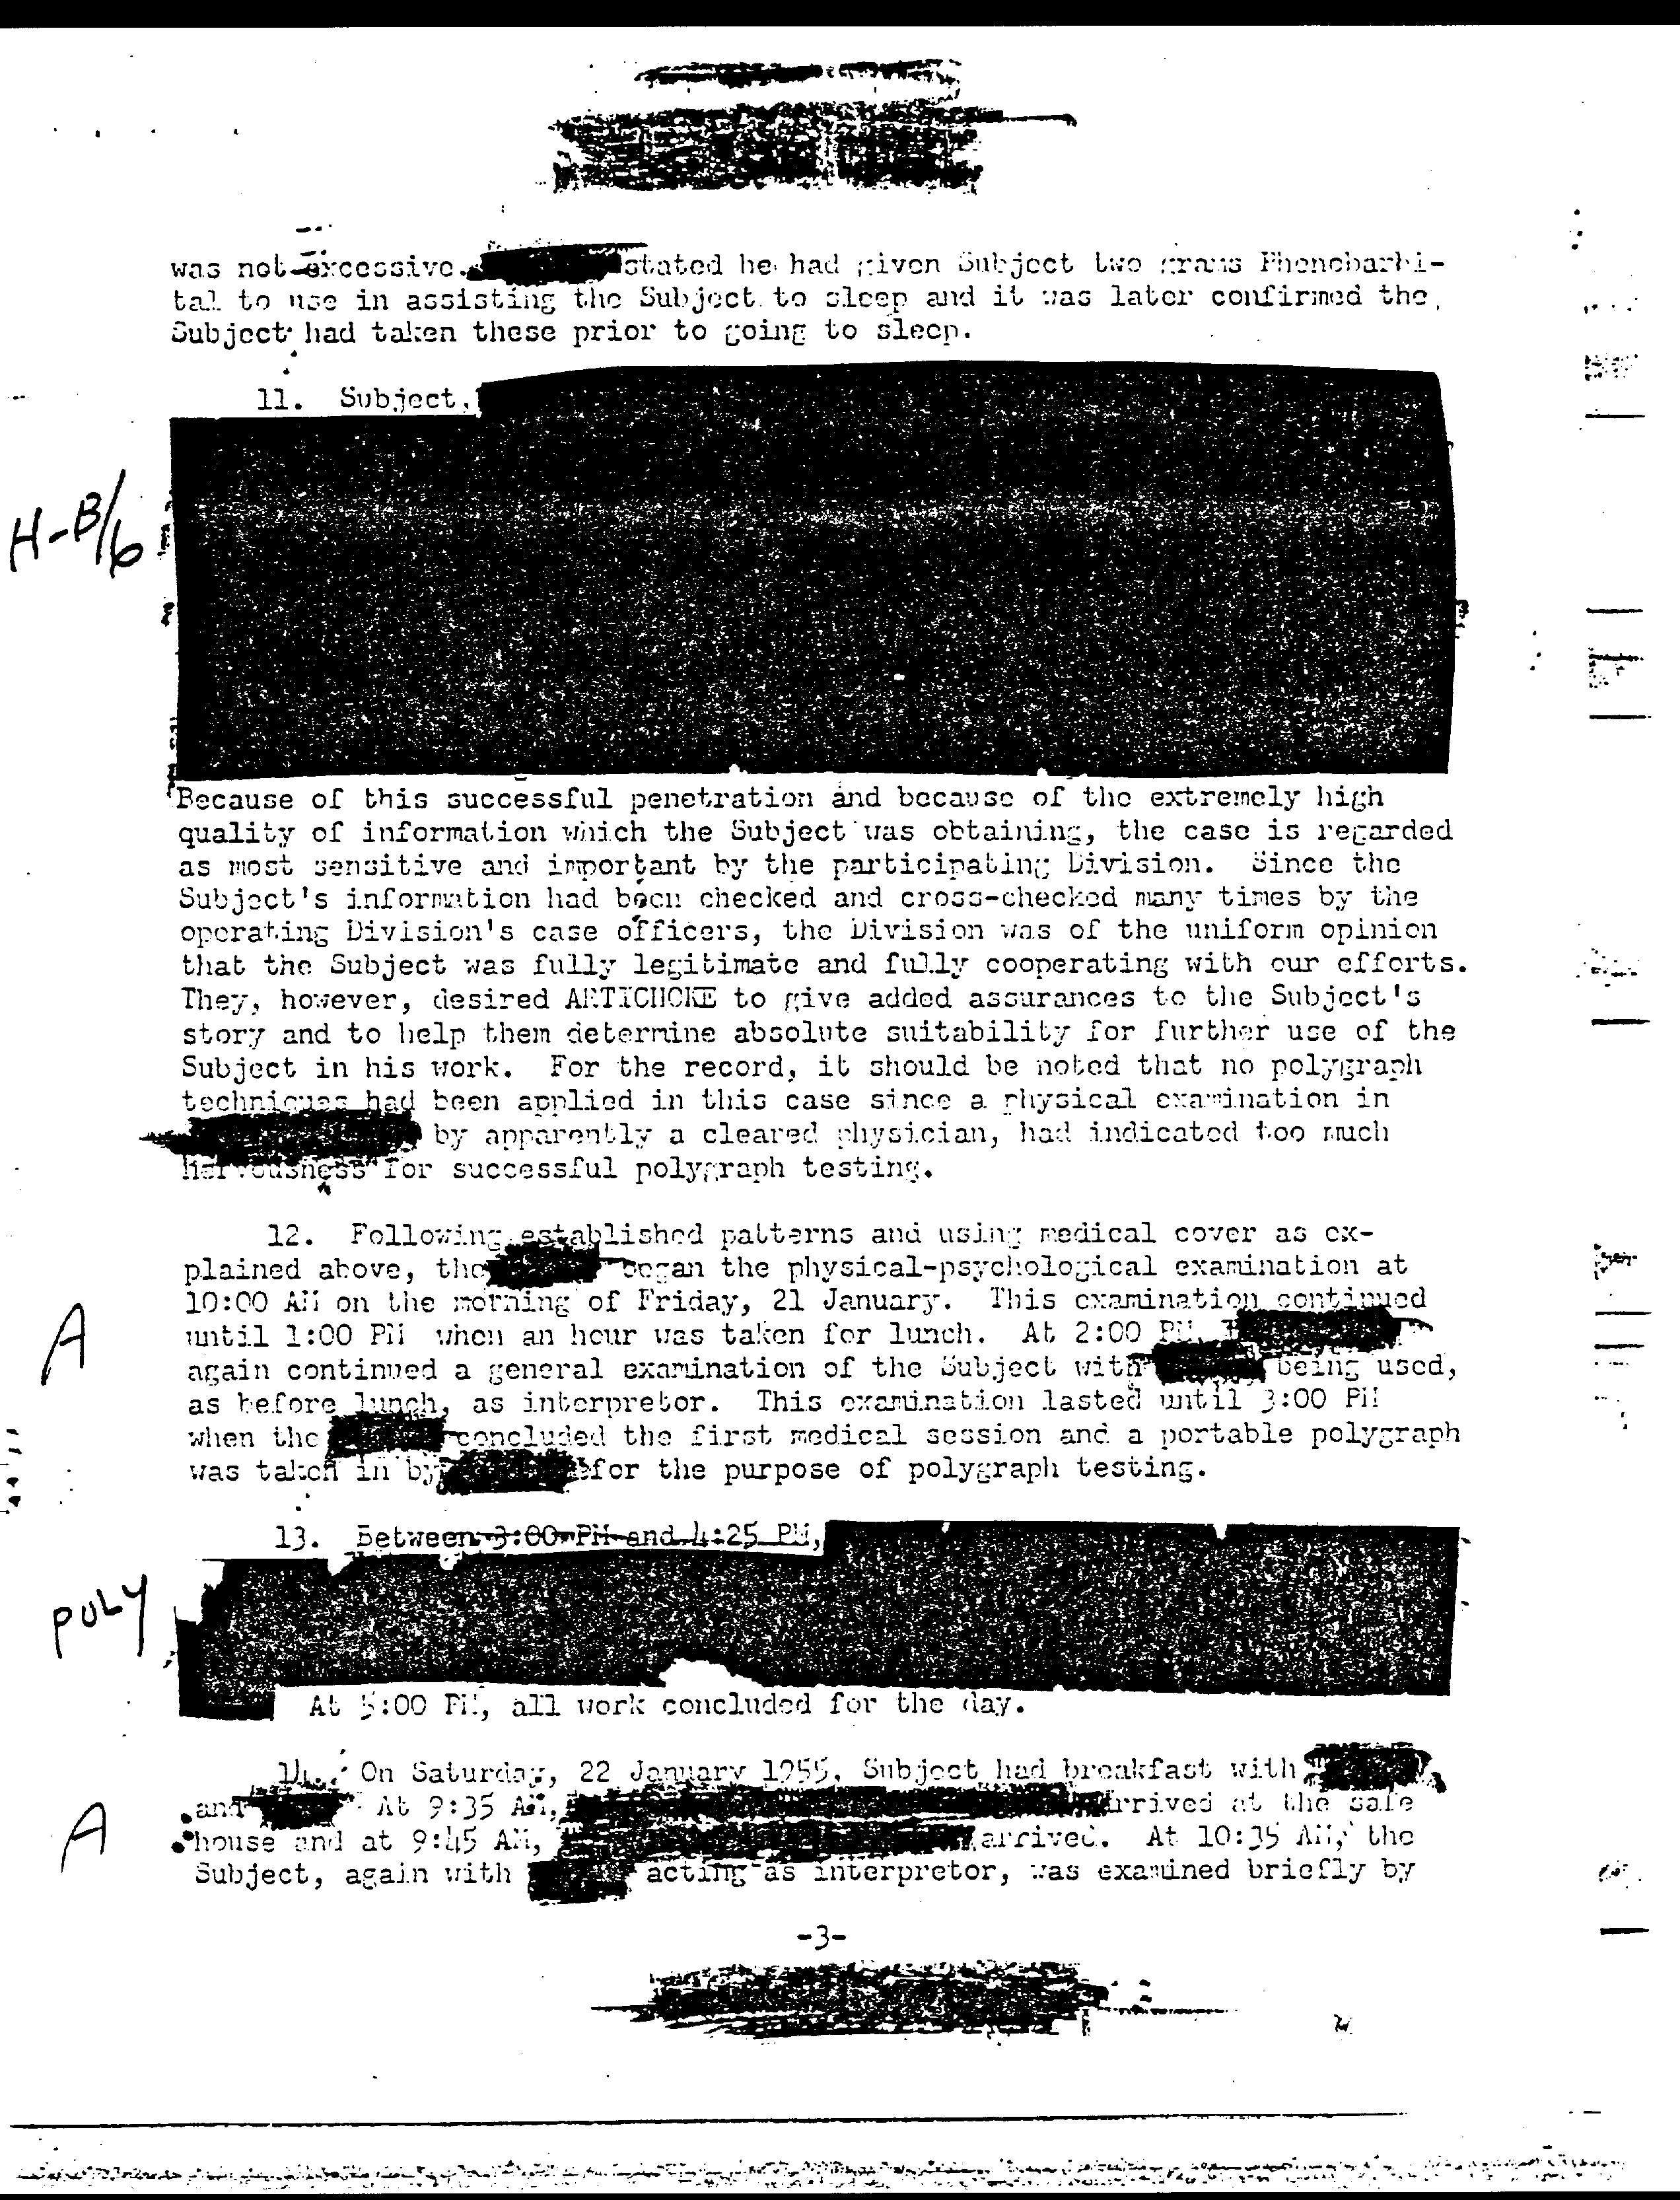 was not excessive. stated he had given Subject two grams Phenobarbi-
tal to use in assisting the Subject to sleep and it was later confirmed the
Subject had taken these prior to going to sleep.
11. Subject,
H-B/6
Because of this successful penetration and because of the extremely high
quality of information which the Subject was obtaining, the case is regarded
as most sensitive and important by the participating Division. Since the
Subject's information had been checked and cross-checked many times by the
operating Division's case officers, the Division was of the uniform opinion
that the Subject was fully legitimate and fully cooperating with our efforts.
They, however, desired ARTICHOKE to give added assurances to the Subject's
story and to help them determine absolute suitability for further use of the
Subject in his work. For the record, it should be noted that no polygraph
techniques had been applied in this case since a physical examination in
by apparently a cleared physician, had indicated too much
nervousness for successful polygraph testing.
12. Following established patterns and using medical cover as ex-
plained above, the began the physical-psychological examination at
10:00 AM on the morning of Friday, 21 January. This examination continued
A
until 1:00 PM when an hour was taken for lunch. At 2:00 PM,
again continued a general examination of the Subject with being used,
as before lunch, as interpretor. This examination lasted until 3:00 PM
when the concluded the first medical session and a portable polygraph
was taken in by for the purpose of polygraph testing.
13. Between 3:00 PM and 4:25 PM,
POLY
At 5:00 PM, all work concluded for the day.
14. On Saturday, 22 January 1955, Subject had breakfast with
and At 9:35 AM, arrived at the safe
A
house and at 9:45 AM, arrived. At 10:35 AM, the
Subject, again with acting as interpretor, was examined briefly by
-3-